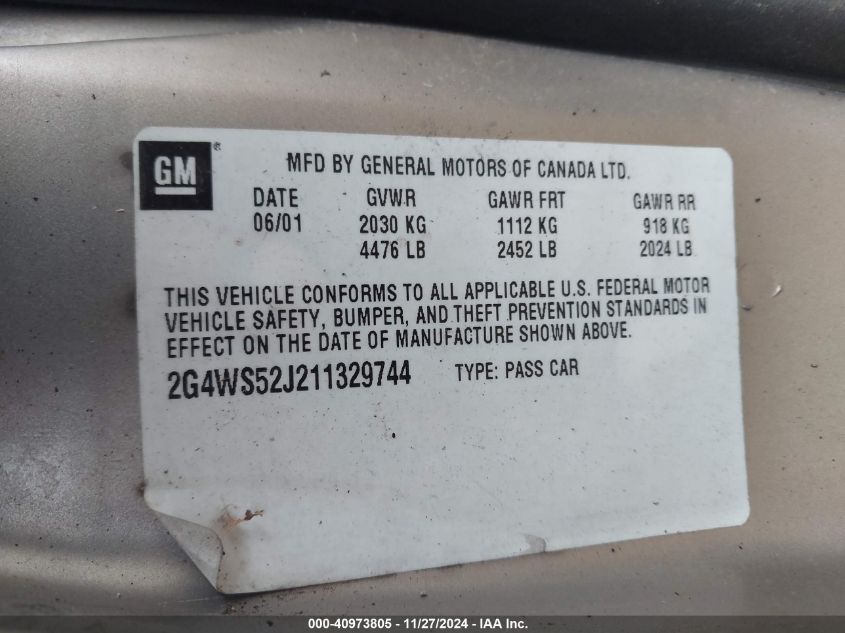 GM ®
MFD BY GENERAL MOTORS OF CANADA LTD.
DATE GVWR GAWR FRT GAWR RR
06/01 2030 KG 1112 KG 918 KG
4476 LB 2452 LB 2024 LB
THIS VEHICLE CONFORMS TO ALL APPLICABLE U.S. FEDERAL MOTOR
VEHICLE SAFETY, BUMPER, AND THEFT PREVENTION STANDARDS IN
EFFECT ON THE DATE OF MANUFACTURE SHOWN ABOVE.
2G4WS52J211329744 TYPE: PASS CAR
000-40973805 - 11/27/2024 - IAA Inc.